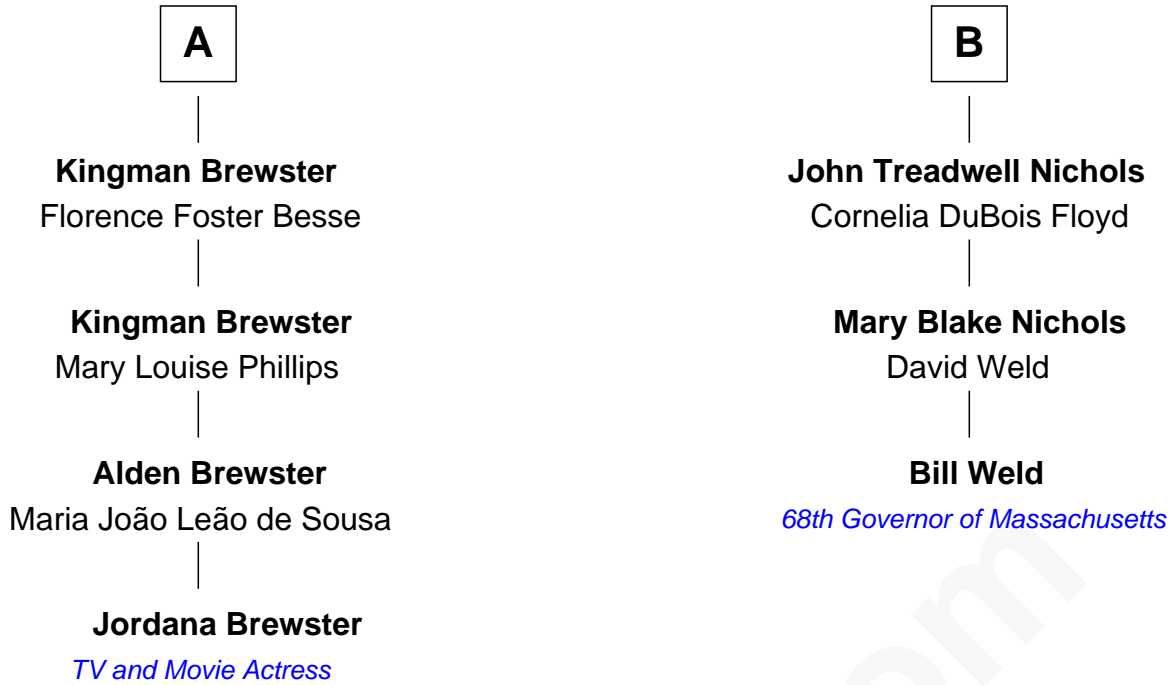 A
Kingman Brewster
Florence Foster Besse
Kingman Brewster
Mary Louise Phillips
Alden Brewster
Maria João Leão de Sousa
Jordana Brewster
TV and Movie Actress
B
John Treadwell Nichols
Cornelia DuBois Floyd
Mary Blake Nichols
David Weld
Bill Weld
68th Governor of Massachusetts
om